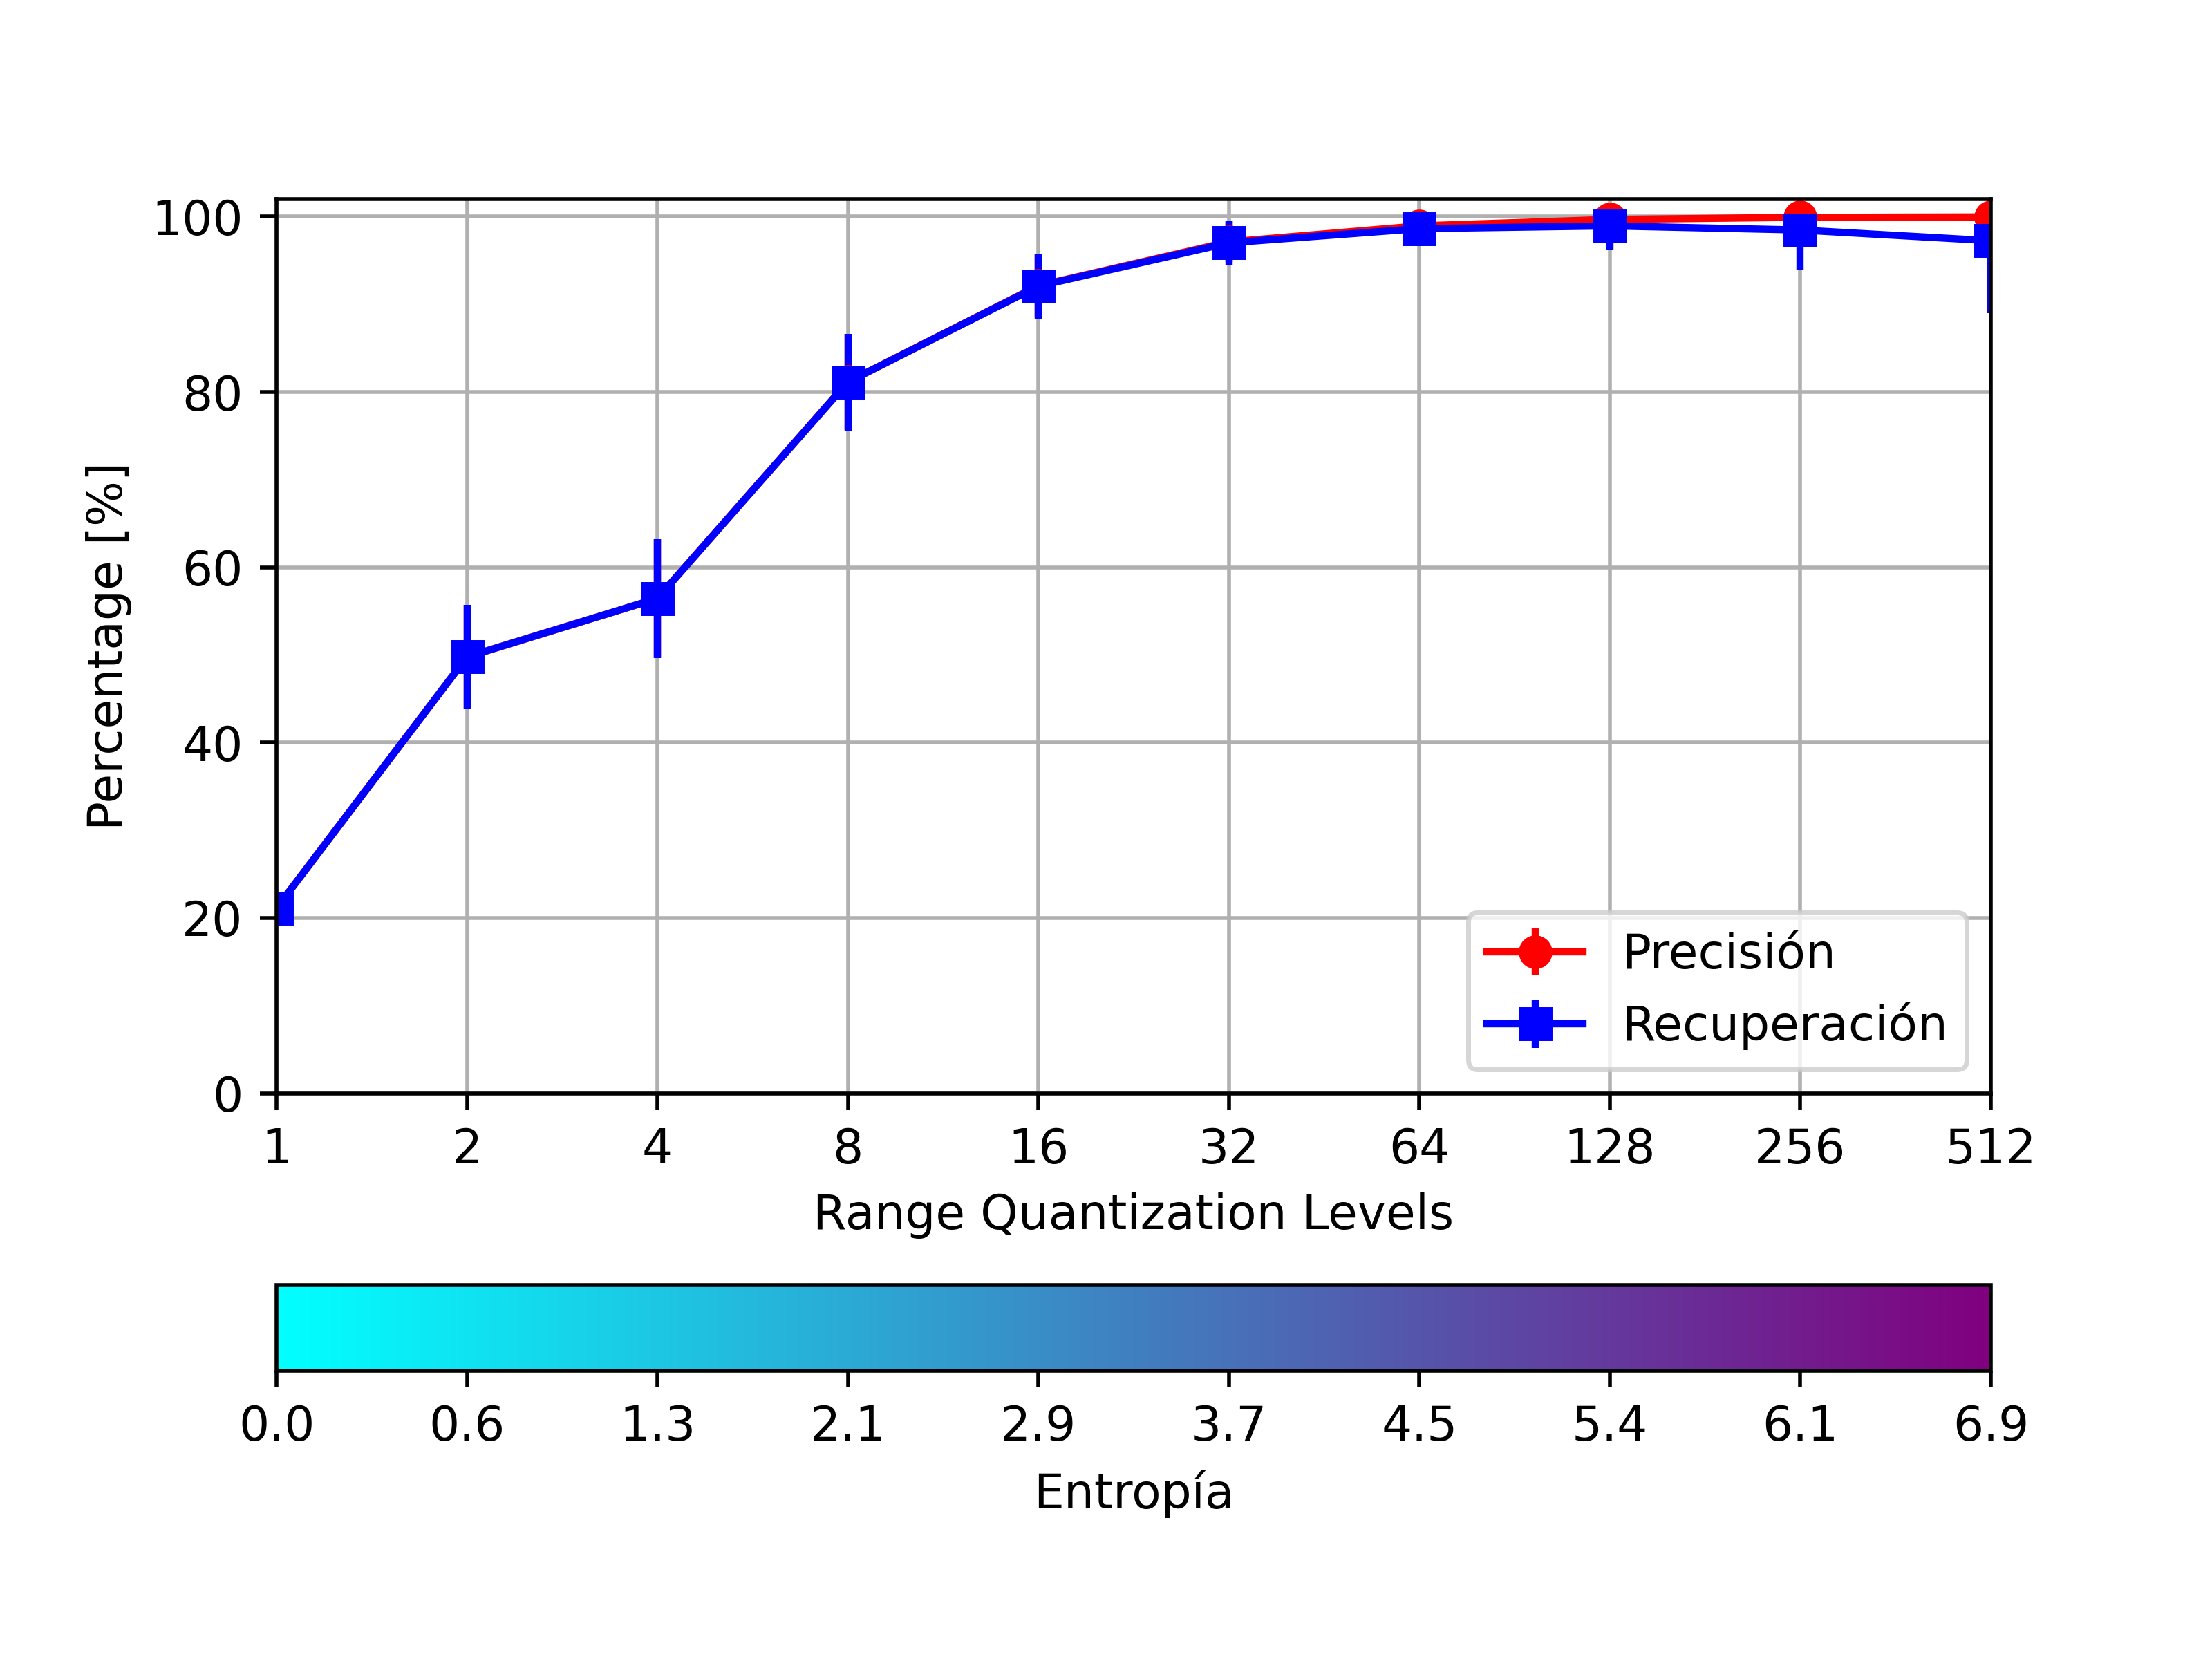 100
80
60
40
20
0
Percentage [%]
Precisión
Recuperación
1 2 4 8 16 32 64 128 256 512
Range Quantization Levels
0.0 0.6 1.3 2.1 2.9 3.7 4.5 5.4 6.1 6.9
Entropía